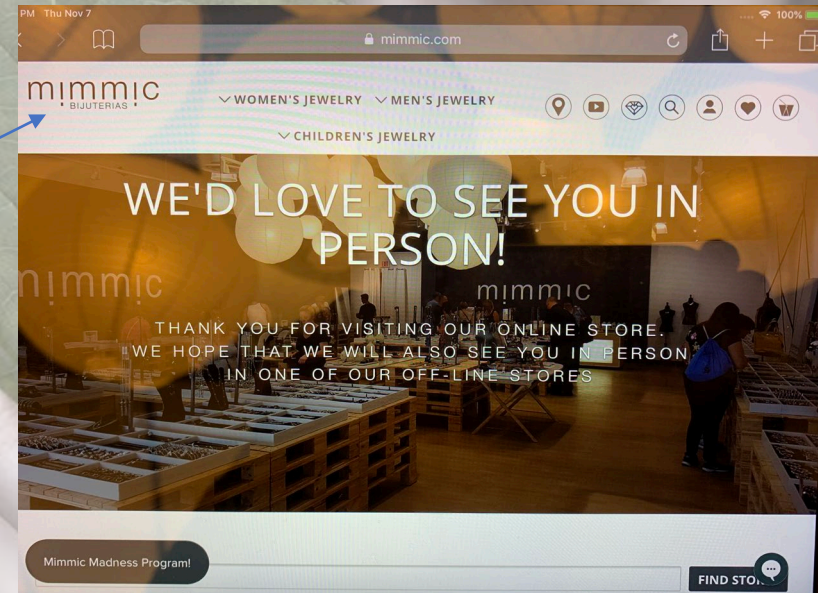 PM Thu Nov 7
100%
mimmic.com
mimmic
BIJUTERIAS
WOMEN'S JEWELRY MEN'S JEWELRY
CHILDREN'S JEWELRY
WE'D LOVE TO SEE YOU IN
PERSON!
mimmic
mimmic
THANK YOU FOR VISITING OUR ONLINE STORE.
WE HOPE THAT WE WILL ALSO SEE YOU IN PERSON
IN ONE OF OUR OFF-LINE STORES
Mimmic Madness Program!
FIND